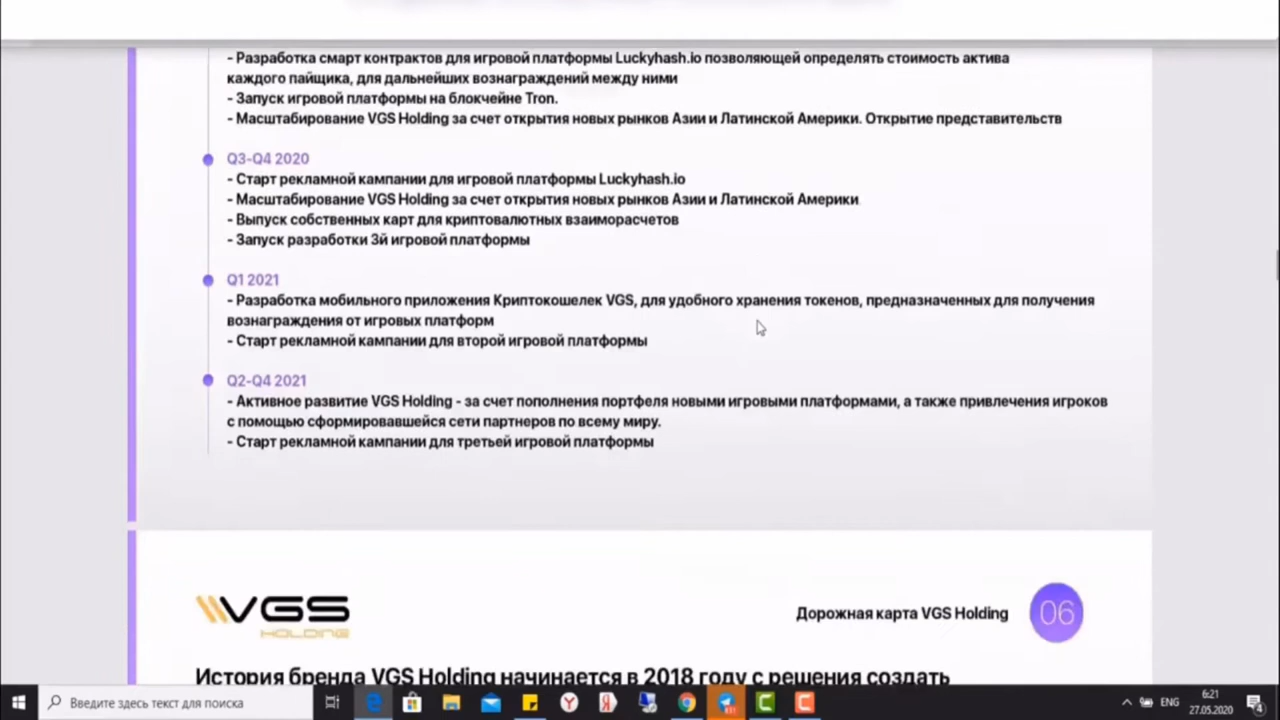 - Разработка смарт контрактов для игровой платформы Luckyhash.io позволяющей определять стоимость актива
каждого пайщика, для дальнейших вознаграждений между ними
- Запуск игровой платформы на блокчейне Tron.
- Масштабирование VGS Holding за счет открытия новых рынков Азии и Латинской Америки. Открытие представительств
Q3-Q4 2020
- Старт рекламной кампании для игровой платформы Luckyhash.io
- Масштабирование VGS Holding за счет открытия новых рынков Азии и Латинской Америки
- Выпуск собственных карт для криптовалютных взаиморасчетов
- Запуск разработки 3й игровой платформы
Q1 2021
- Разработка мобильного приложения Криптокошелек VGS, для удобного хранения токенов, предназначенных для получения
вознаграждения от игровых платформ
- Старт рекламной кампании для второй игровой платформы
Q2-Q4 2021
- Активное развитие VGS Holding - за счет пополнения портфеля новыми игровыми платформами, а также привлечения игроков
с помощью сформировавшейся сети партнеров по всему миру.
- Старт рекламной кампании для третьей игровой платформы
VGS
HOLDING
Дорожная карта VGS Holding
06
История бренда VGS Holding начинается в 2018 году с решения создать
Введите здесь текст для поиска
ENG
6:21
27.05.2020